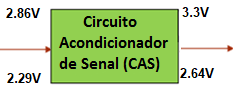 2.86V
3.3V
Circuito
Acondicionador
de Senal (CAS)
2.29V
2.64V